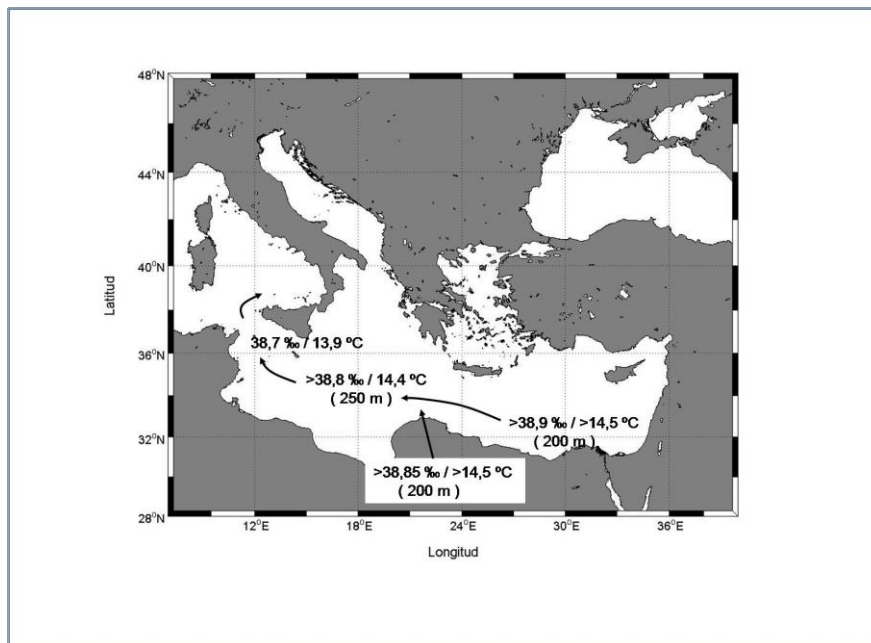 48°N
44°N
40°N
36°N
32°N
28°N
Latitud
38,7 ‰ / 13,9 ºC
>38,8 ‰ / 14,4 ºC
( 250 m )
>38,9 ‰ / >14,5 ºC
( 200 m )
>38,85 ‰ / >14,5 ºC
( 200 m )
12°E
18°E
24°E
30°E
36°E
Longitud